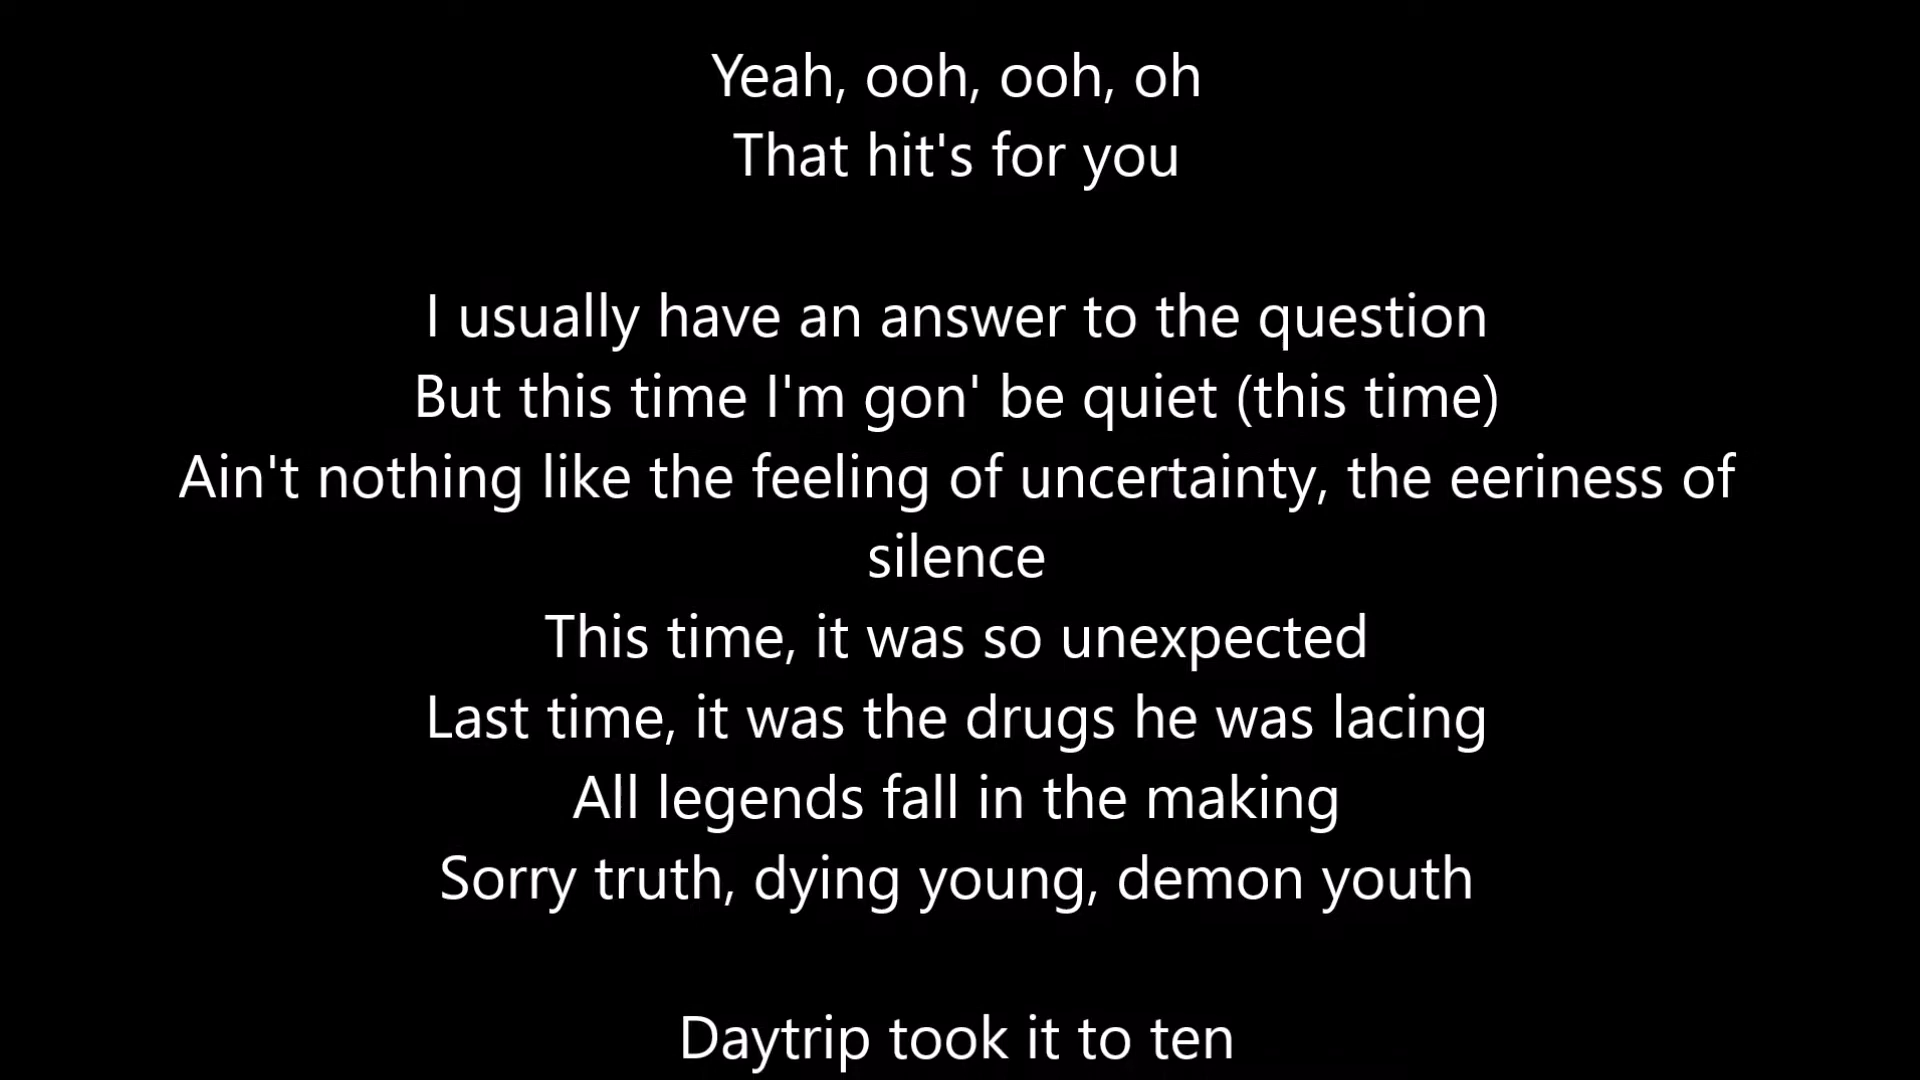 Yeah, ooh, ooh, oh
That hit's for you
I usually have an answer to the question
But this time I'm gon' be quiet (this time)
Ain't nothing like the feeling of uncertainty, the eeriness of
silence
This time, it was so unexpected
Last time, it was the drugs he was lacing
All legends fall in the making
Sorry truth, dying young, demon youth
Daytrip took it to ten